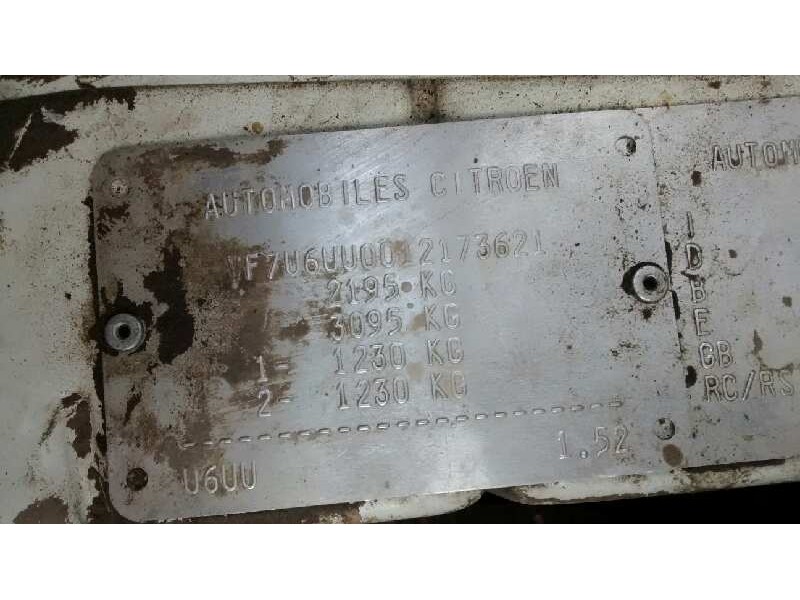 AUTOMOBILES CITROEN
VF7U6UU0012173621
2195 KG
3095 KG
1- 1230 KG
2- 1230 KG
--------------------
U6UU 1.52
I
D
B
E
GB
RC/RS